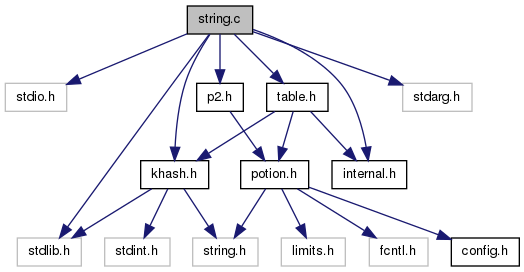 string.c
stdio.h
p2.h
table.h
stdarg.h
khash.h
potion.h
internal.h
stdlib.h
stdint.h
string.h
limits.h
fcntl.h
config.h